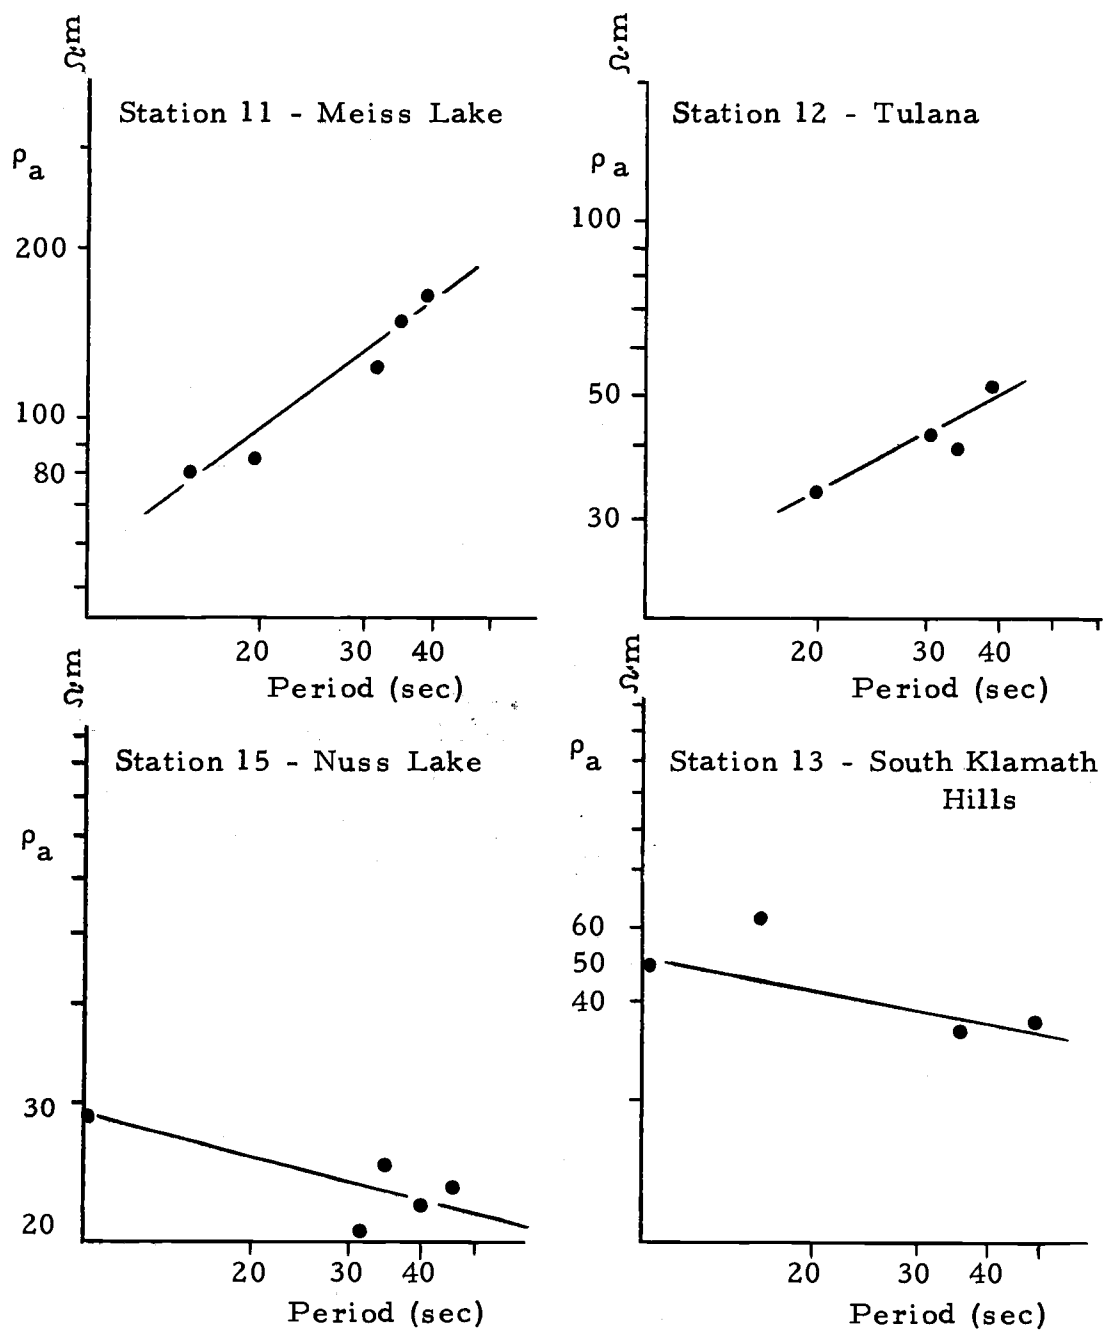 Ω·m
Station 11 - Meiss Lake
ρa
200
100
80
20 30 40
Period (sec)
Ω·m
Station 12 - Tulana
ρa
100
50
30
20 30 40
Period (sec)
Ω·m
Station 15 - Nuss Lake
ρa
30
20
20 30 40
Period (sec)
Ω·m
Station 13 - South Klamath
Hills
ρa
60
50
40
20 30 40
Period (sec)